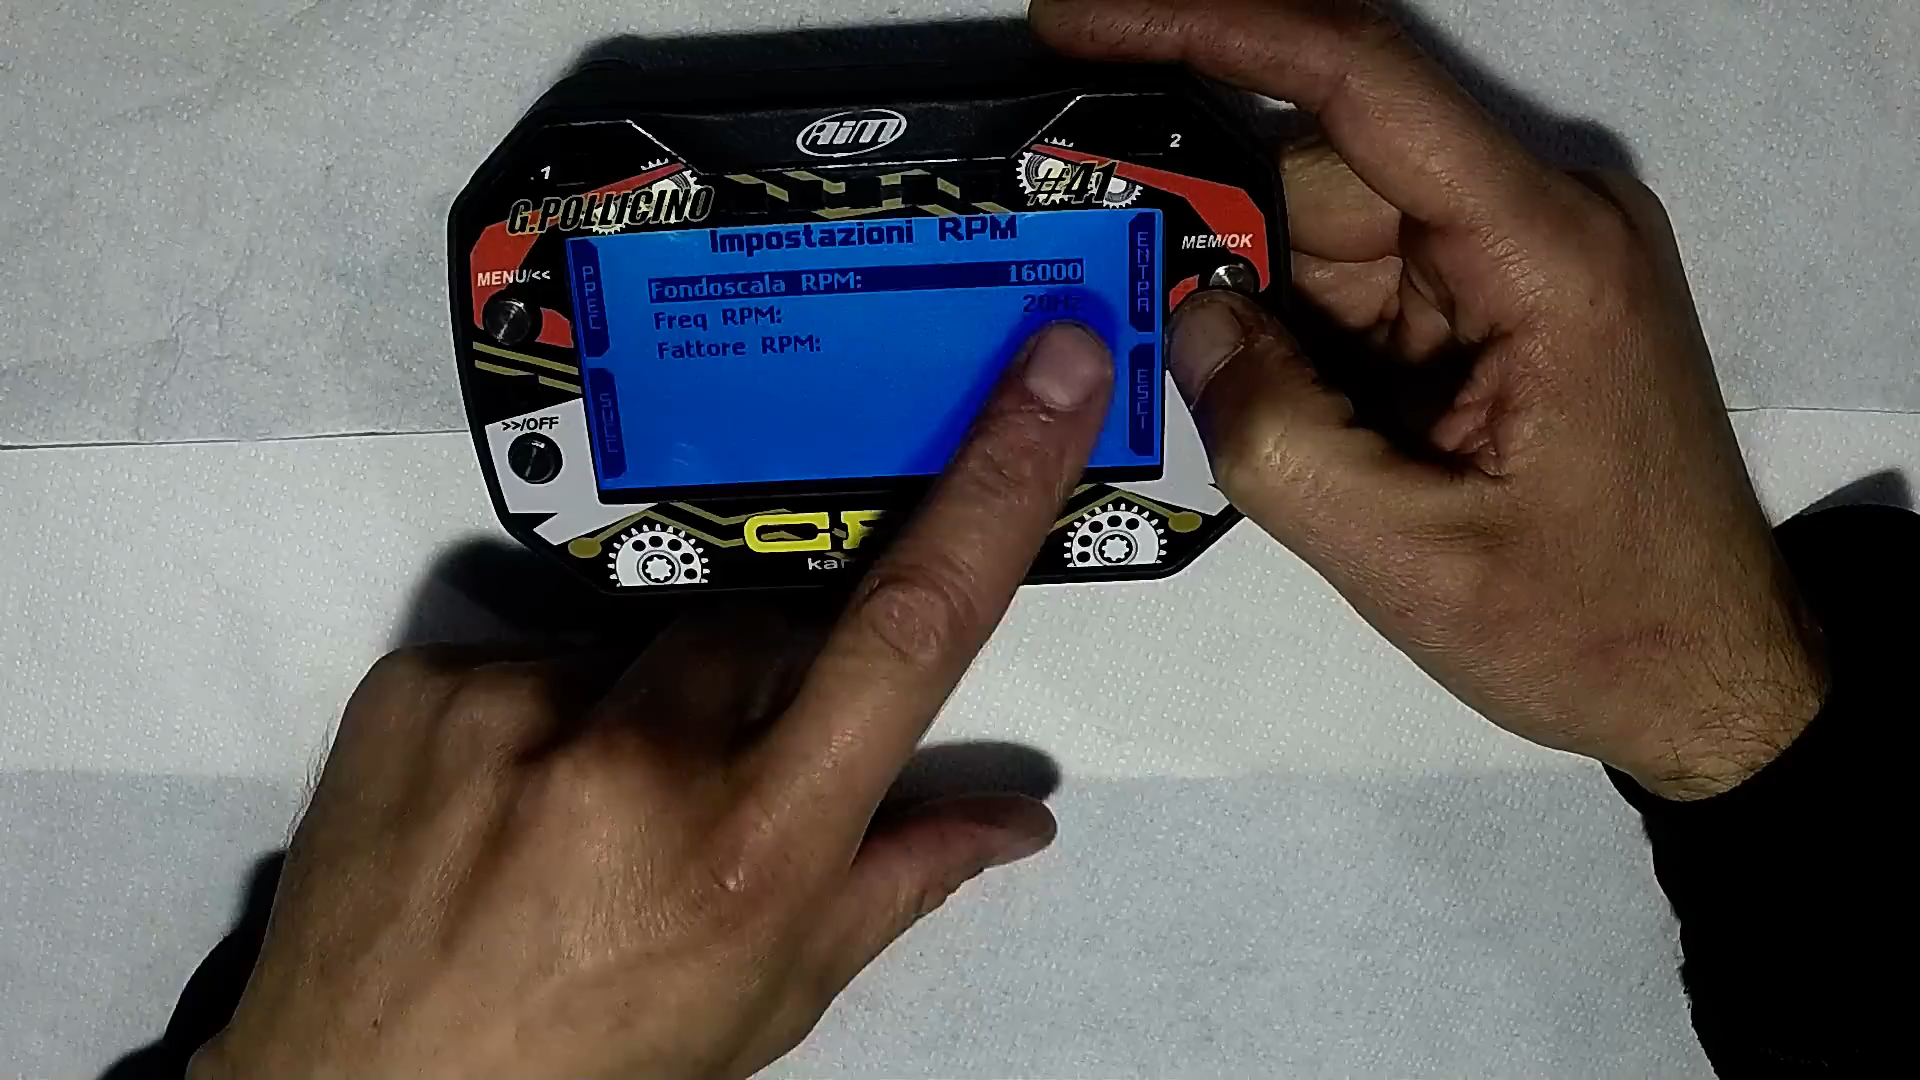 AiM
1
2
G.POLLICINO
#41
MENU/<<
MEM/OK
>>/OFF
Impostazioni RPM
Fondoscala RPM: 16000
Freq RPM: 20Hz
Fattore RPM:
PREC
SUCC
ENTRA
ESCI